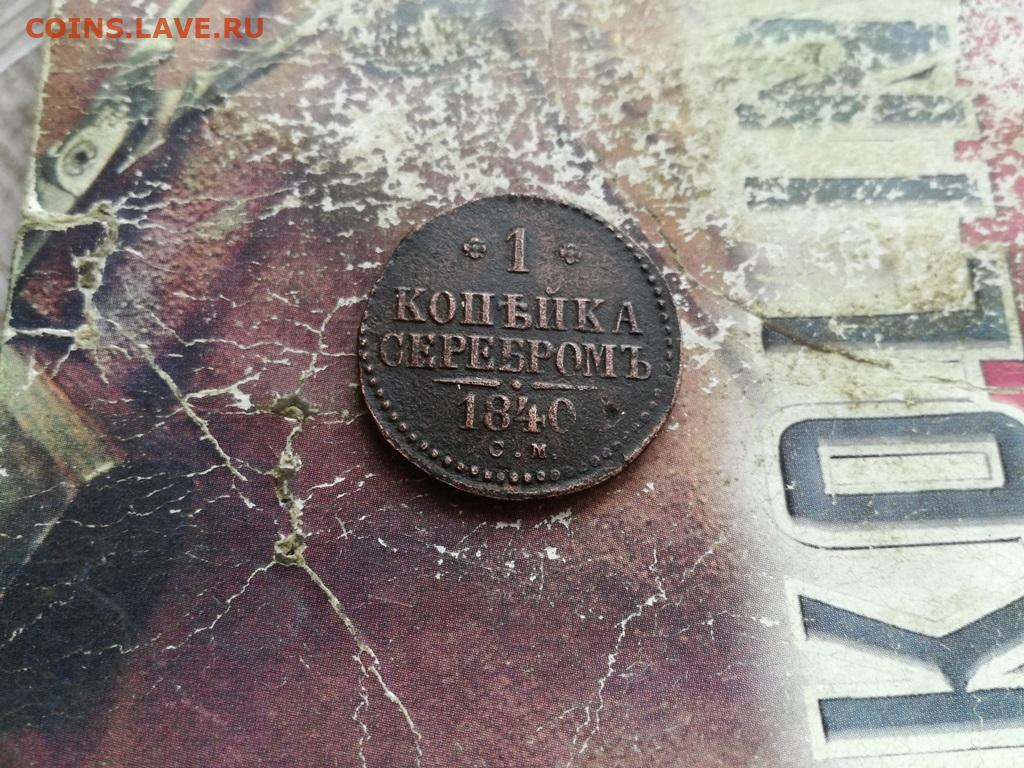 COINS.LAVE.RU
1
КОПѢЙКА
СЕРЕБРОМЪ
1840
С.М.